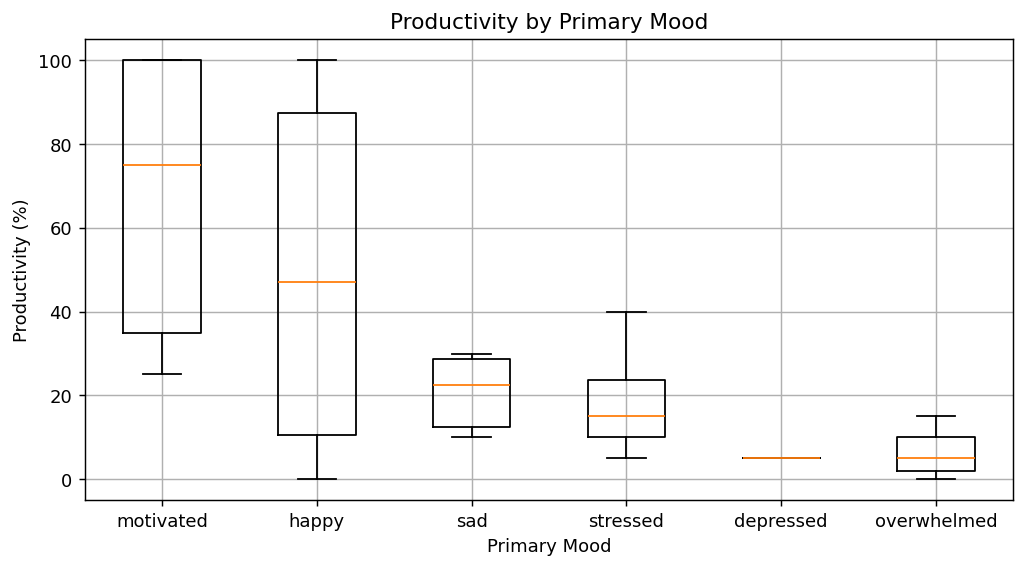 Productivity by Primary Mood
Productivity (%)
100
80
60
40
20
0
motivated happy sad stressed depressed overwhelmed
Primary Mood